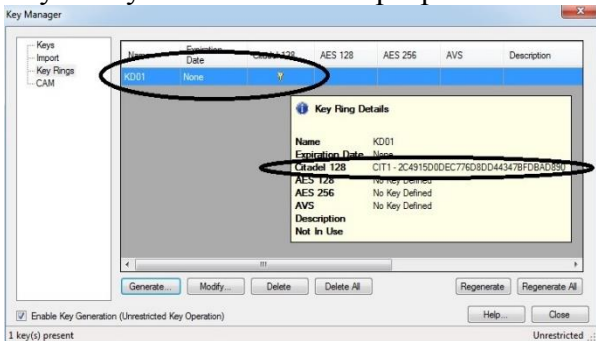 Key Manager
Keys
Import
Key Rings
CAM
Name
Expiration Date
Citadel 128
AES 128
AES 256
AVS
Description
KD01
None
Key Ring Details
Name KD01
Expiration Date None
Citadel 128 CIT1 - 2C4915D0DEC776D8DD44347BFDBAD890
AES 128 No Key Defined
AES 256 No Key Defined
AVS No Key Defined
Description
Not In Use
Generate... Modify... Delete Delete All Regenerate Regenerate All
Enable Key Generation (Unrestricted Key Operation)
Help... Close
1 key(s) present Unrestricted